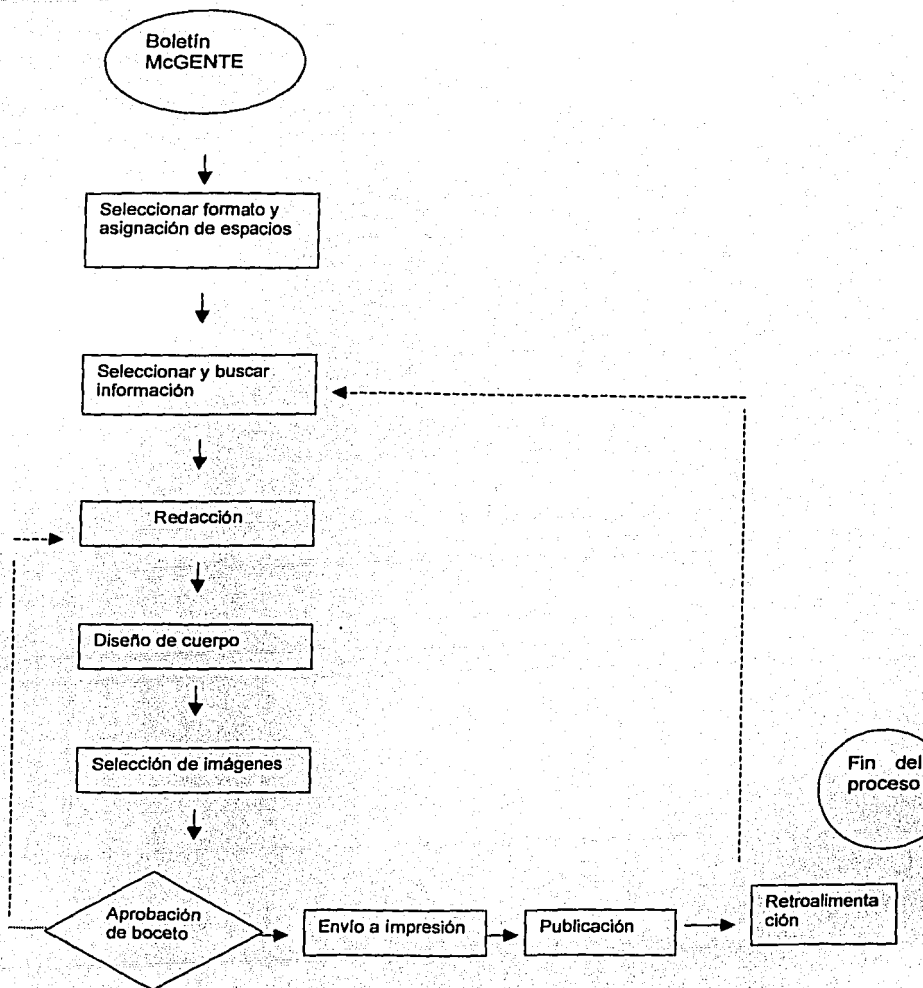 Boletín
McGENTE
Seleccionar formato y
asignación de espacios
Seleccionar y buscar
información
Redacción
Diseño de cuerpo
Selección de imágenes
Aprobación
de boceto
Envío a impresión
Publicación
Retroalimenta
ción
Fin del
proceso